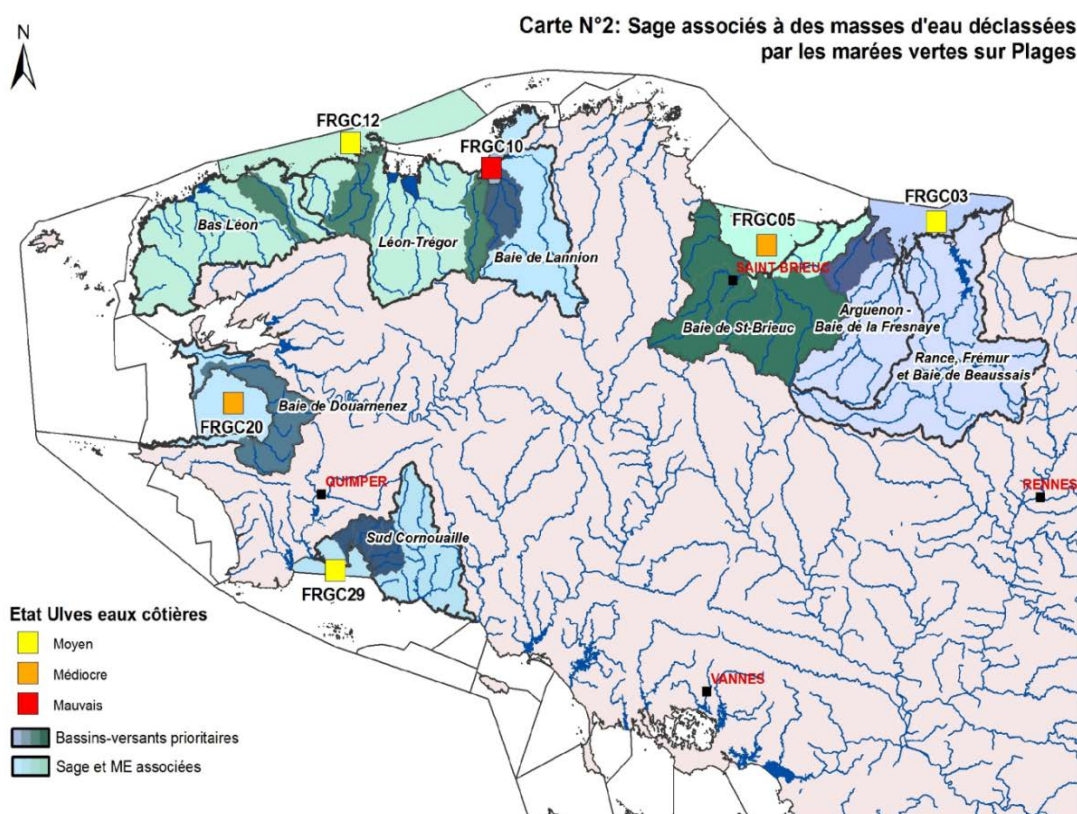 Carte N°2: Sage associés à des masses d'eau déclassées
par les marées vertes sur Plages
N
FRGC12
FRGC10
FRGC03
FRGC05
Bas Léon
Léon-Trégor
Baie de Lannion
SAINT-BRIEUC
Baie de St-Brieuc
Arguenon -
Baie de la Fresnaye
Rance, Frémur
et Baie de Beaussais
Baie de Douarnenez
FRGC20
QUIMPER
RENNES
Sud Cornouaille
FRGC29
VANNES
Etat Ulves eaux côtières
Moyen
Médiocre
Mauvais
Bassins-versants prioritaires
Sage et ME associées